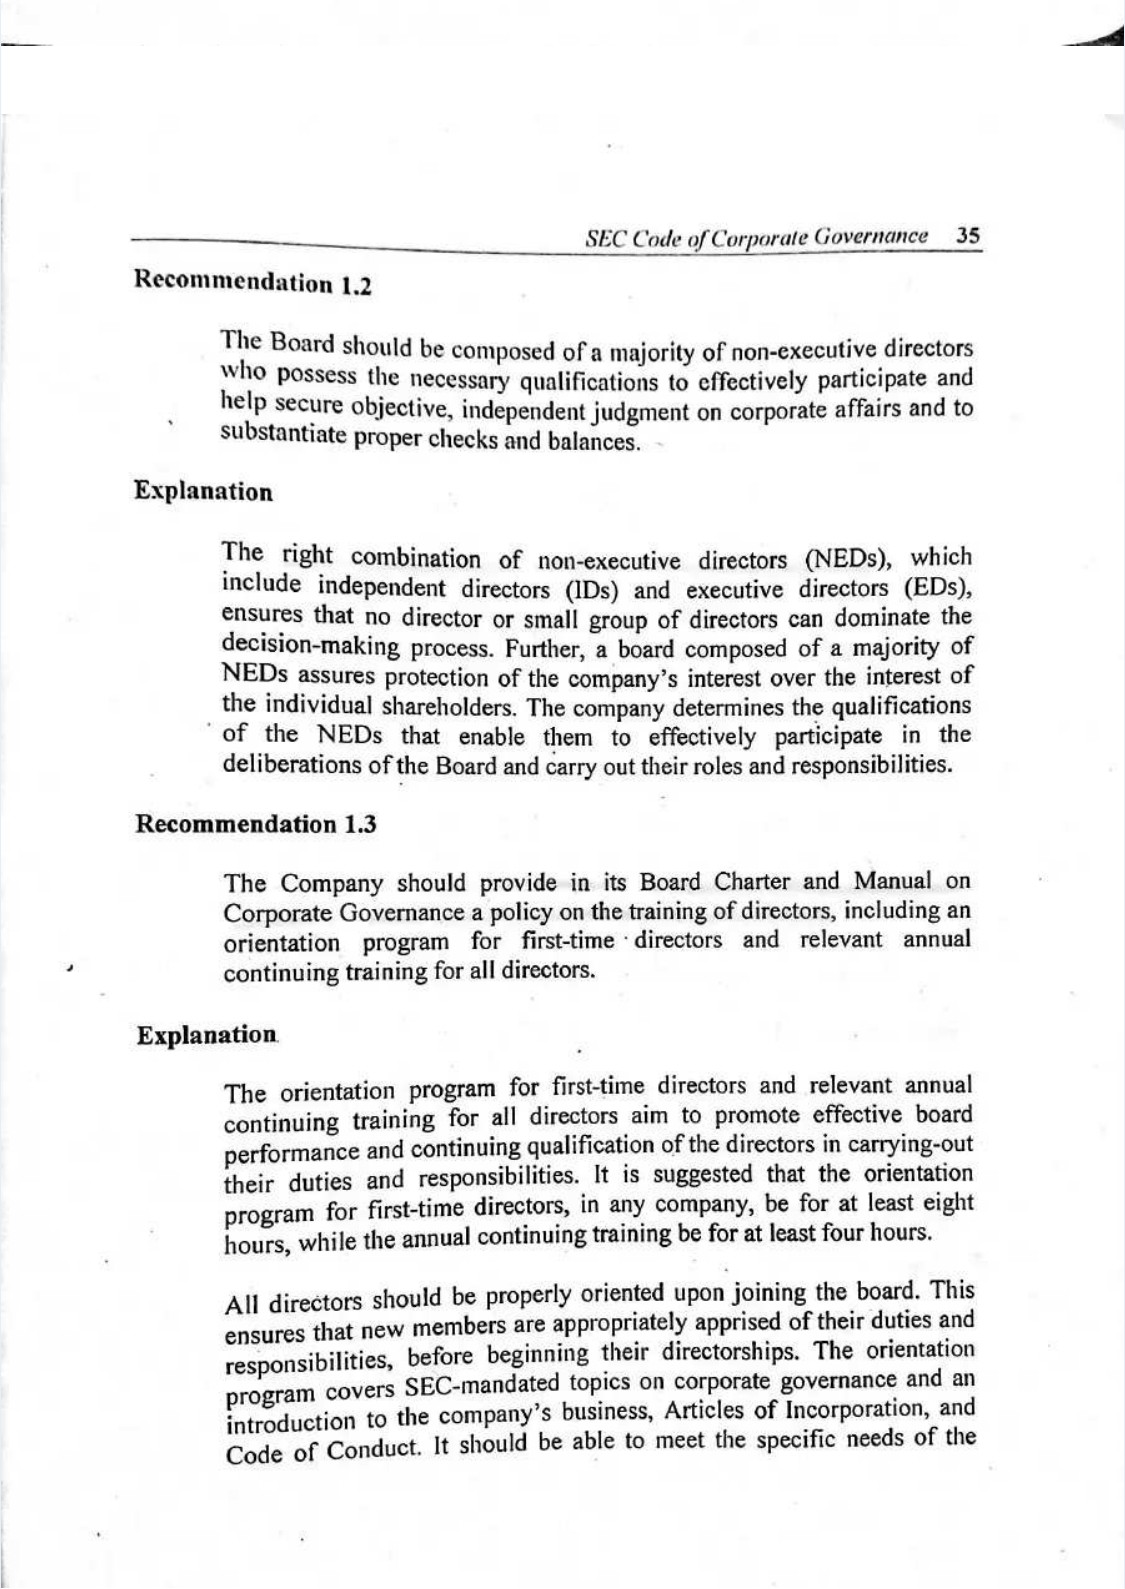 SEC Code of Corporate Governance 35
Recommendation 1.2
The Board should be composed of a majority of non-executive directors
who possess the necessary qualifications to effectively participate and
help secure objective, independent judgment on corporate affairs and to
substantiate proper checks and balances.
Explanation
The right combination of non-executive directors (NEDs), which
include independent directors (IDs) and executive directors (EDs),
ensures that no director or small group of directors can dominate the
decision-making process. Further, a board composed of a majority of
NEDs assures protection of the company's interest over the interest of
the individual shareholders. The company determines the qualifications
of the NEDs that enable them to effectively participate in the
deliberations of the Board and carry out their roles and responsibilities.
Recommendation 1.3
The Company should provide in its Board Charter and Manual on
Corporate Governance a policy on the training of directors, including an
orientation program for first-time directors and relevant annual
continuing training for all directors.
Explanation
The orientation program for first-time directors and relevant annual
continuing training for all directors aim to promote effective board
performance and continuing qualification of the directors in carrying-out
their duties and responsibilities. It is suggested that the orientation
program for first-time directors, in any company, be for at least eight
hours, while the annual continuing training be for at least four hours.
All directors should be properly oriented upon joining the board. This
ensures that new members are appropriately apprised of their duties and
responsibilities, before beginning their directorships. The orientation
program covers SEC-mandated topics on corporate governance and an
introduction to the company's business, Articles of Incorporation, and
Code of Conduct. It should be able to meet the specific needs of the